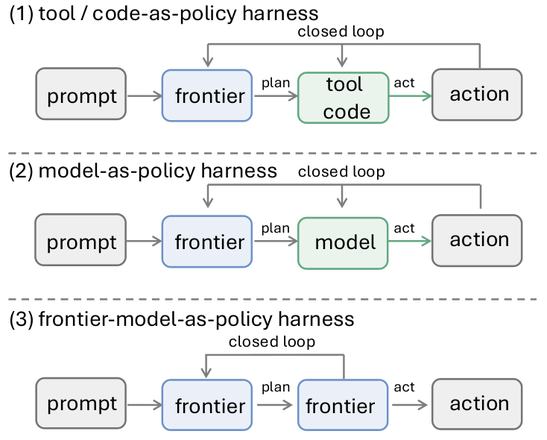 (1) tool / code-as-policy harness
closed loop
prompt
frontier
plan
tool
code
act
action
(2) model-as-policy harness
closed loop
prompt
frontier
plan
model
act
action
(3) frontier-model-as-policy harness
closed loop
prompt
frontier
plan
frontier
act
action